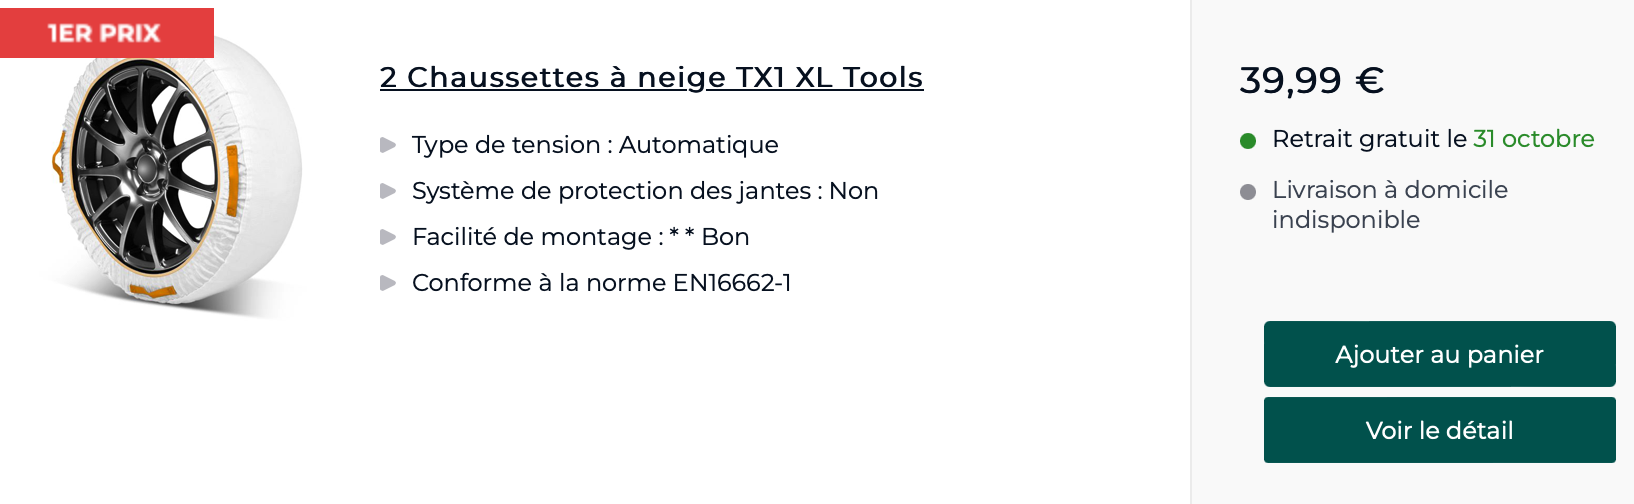 1ER PRIX
2 Chaussettes à neige TX1 XL Tools
Type de tension : Automatique
Système de protection des jantes : Non
Facilité de montage : * * Bon
Conforme à la norme EN16662-1
39,99 €
Retrait gratuit le 31 octobre
Livraison à domicile
indisponible
Ajouter au panier
Voir le détail